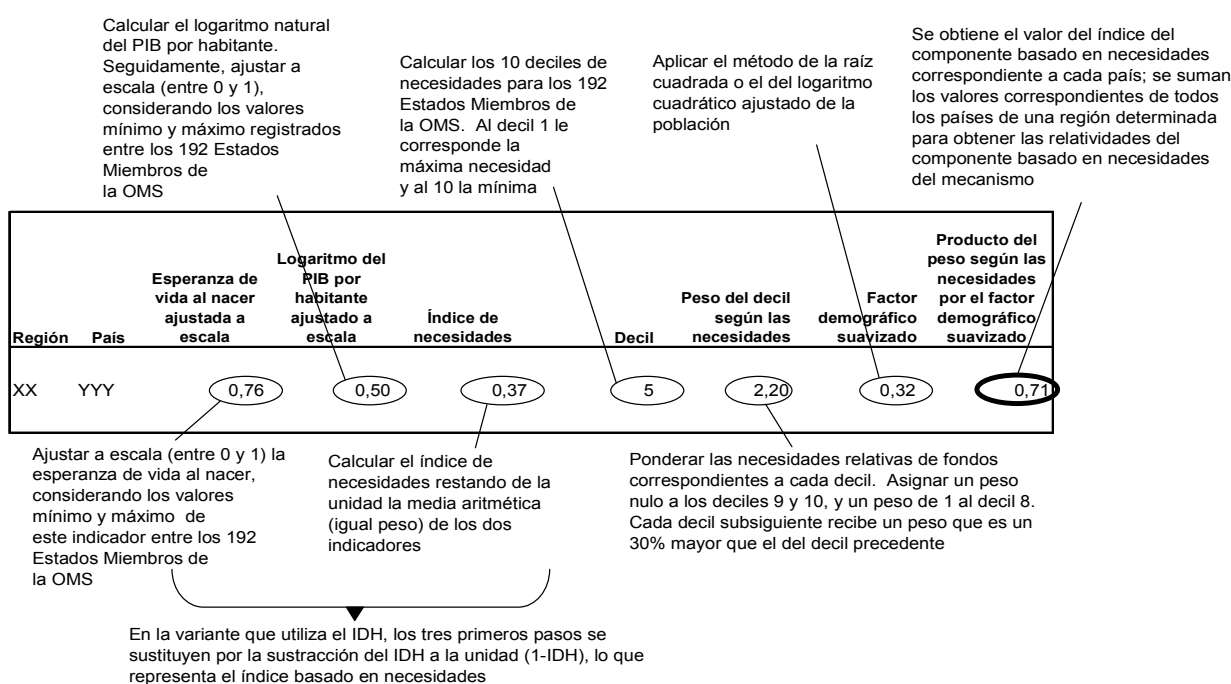 Calcular el logaritmo natural
del PIB por habitante.
Seguidamente, ajustar a
escala (entre 0 y 1),
considerando los valores
mínimo y máximo registrados
entre los 192 Estados
Miembros de
la OMS
Calcular los 10 deciles de
necesidades para los 192
Estados Miembros de
la OMS. Al decil 1 le
corresponde la
máxima necesidad
y al 10 la mínima
Aplicar el método de la raíz
cuadrada o el del logaritmo
cuadrático ajustado de la
población
Se obtiene el valor del índice del
componente basado en necesidades
correspondiente a cada país; se suman
los valores correspondientes de todos
los países de una región determinada
para obtener las relatividades del
componente basado en necesidades
del mecanismo
Región
País
Esperanza de
vida al nacer
ajustada a
escala
Logaritmo del
PIB por
habitante
ajustado a
escala
Índice de
necesidades
Decil
Peso del decil
según las
necesidades
Factor
demográfico
suavizado
Producto del
peso según las
necesidades
por el factor
demográfico
suavizado
XX YYY 0,76 0,50 0,37 5 2,20 0,32 0,71
Ajustar a escala (entre 0 y 1) la
esperanza de vida al nacer,
considerando los valores
mínimo y máximo de
este indicador entre los 192
Estados Miembros de
la OMS
Calcular el índice de
necesidades restando de la
unidad la media aritmética
(igual peso) de los dos
indicadores
Ponderar las necesidades relativas de fondos
correspondientes a cada decil. Asignar un peso
nulo a los deciles 9 y 10, y un peso de 1 al decil 8.
Cada decil subsiguiente recibe un peso que es un
30% mayor que el del decil precedente
En la variante que utiliza el IDH, los tres primeros pasos se
sustituyen por la sustracción del IDH a la unidad (1-IDH), lo que
representa el índice basado en necesidades